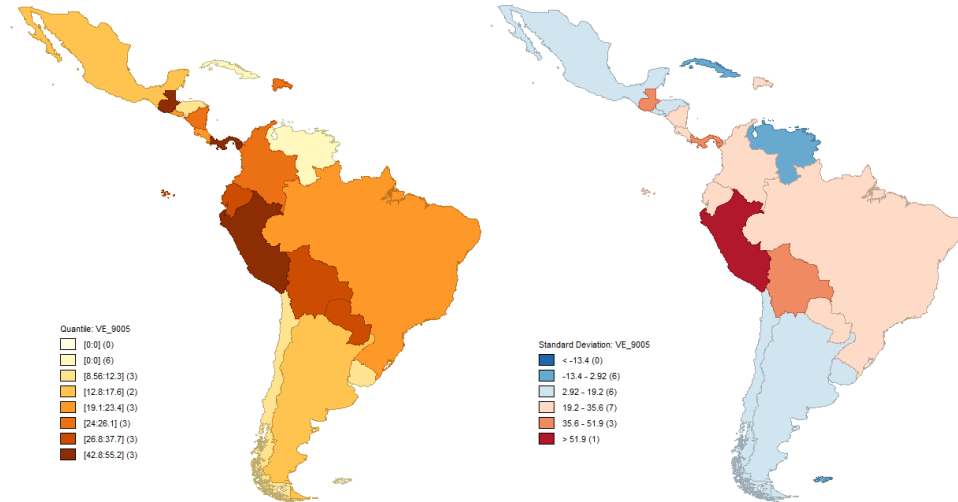 Quantile: VE_9005
[0:0] (0)
[0:0] (6)
[8.56:12.3] (3)
[12.8:17.6] (2)
[19.1:23.4] (3)
[24:26.1] (3)
[26.8:37.7] (3)
[42.8:55.2] (3)
Standard Deviation: VE_9005
< -13.4 (0)
-13.4 - 2.92 (6)
2.92 - 19.2 (6)
19.2 - 35.6 (7)
35.6 - 51.9 (3)
> 51.9 (1)